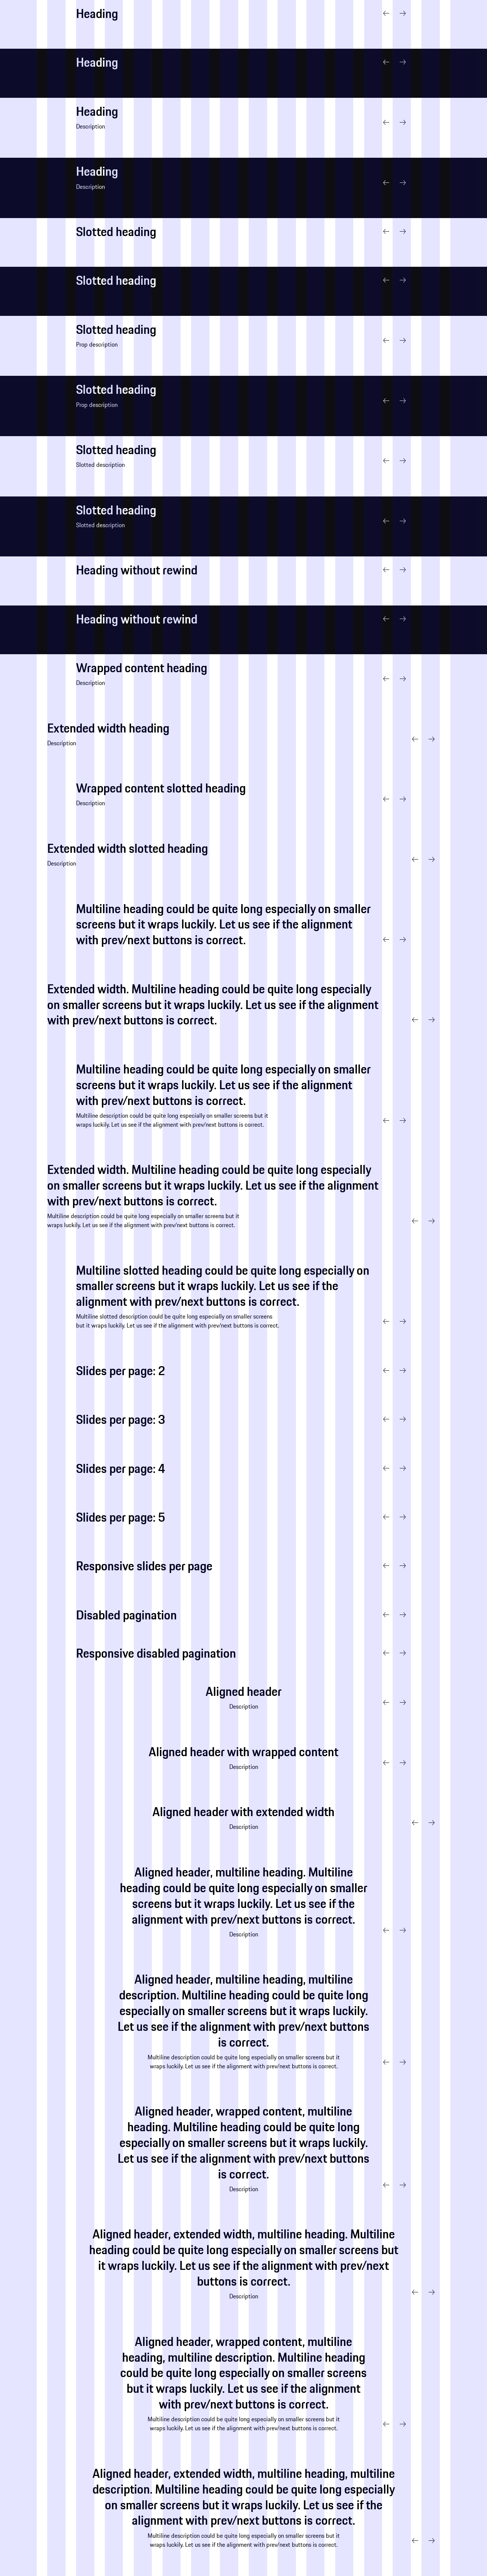 Heading
Heading
Heading
Description
Heading
Description
Slotted heading
Slotted heading
Slotted heading
Prop description
Slotted heading
Prop description
Slotted heading
Slotted description
Slotted heading
Slotted description
Heading without rewind
Heading without rewind
Wrapped content heading
Description
Extended width heading
Description
Wrapped content slotted heading
Description
Extended width slotted heading
Description
Multiline heading could be quite long especially on smaller
screens but it wraps luckily. Let us see if the alignment
with prev/next buttons is correct.
Extended width. Multiline heading could be quite long especially
on smaller screens but it wraps luckily. Let us see if the alignment
with prev/next buttons is correct.
Multiline heading could be quite long especially on smaller
screens but it wraps luckily. Let us see if the alignment
with prev/next buttons is correct.
Multiline description could be quite long especially on smaller screens but it
wraps luckily. Let us see if the alignment with prev/next buttons is correct.
Extended width. Multiline heading could be quite long especially
on smaller screens but it wraps luckily. Let us see if the alignment
with prev/next buttons is correct.
Multiline description could be quite long especially on smaller screens but it
wraps luckily. Let us see if the alignment with prev/next buttons is correct.
Multiline slotted heading could be quite long especially on
smaller screens but it wraps luckily. Let us see if the
alignment with prev/next buttons is correct.
Multiline slotted description could be quite long especially on smaller screens
but it wraps luckily. Let us see if the alignment with prev/next buttons is correct.
Slides per page: 2
Slides per page: 3
Slides per page: 4
Slides per page: 5
Responsive slides per page
Disabled pagination
Responsive disabled pagination
Aligned header
Description
Aligned header with wrapped content
Description
Aligned header with extended width
Description
Aligned header, multiline heading. Multiline
heading could be quite long especially on smaller
screens but it wraps luckily. Let us see if the
alignment with prev/next buttons is correct.
Description
Aligned header, multiline heading, multiline
description. Multiline heading could be quite long
especially on smaller screens but it wraps luckily.
Let us see if the alignment with prev/next buttons
is correct.
Multiline description could be quite long especially on smaller screens but it
wraps luckily. Let us see if the alignment with prev/next buttons is correct.
Aligned header, wrapped content, multiline
heading. Multiline heading could be quite long
especially on smaller screens but it wraps luckily.
Let us see if the alignment with prev/next buttons
is correct.
Description
Aligned header, extended width, multiline heading. Multiline
heading could be quite long especially on smaller screens but
it wraps luckily. Let us see if the alignment with prev/next
buttons is correct.
Description
Aligned header, wrapped content, multiline
heading, multiline description. Multiline heading
could be quite long especially on smaller screens
but it wraps luckily. Let us see if the alignment
with prev/next buttons is correct.
Multiline description could be quite long especially on smaller screens but it
wraps luckily. Let us see if the alignment with prev/next buttons is correct.
Aligned header, extended width, multiline heading, multiline
description. Multiline heading could be quite long especially
on smaller screens but it wraps luckily. Let us see if the
alignment with prev/next buttons is correct.
Multiline description could be quite long especially on smaller screens but it
wraps luckily. Let us see if the alignment with prev/next buttons is correct.